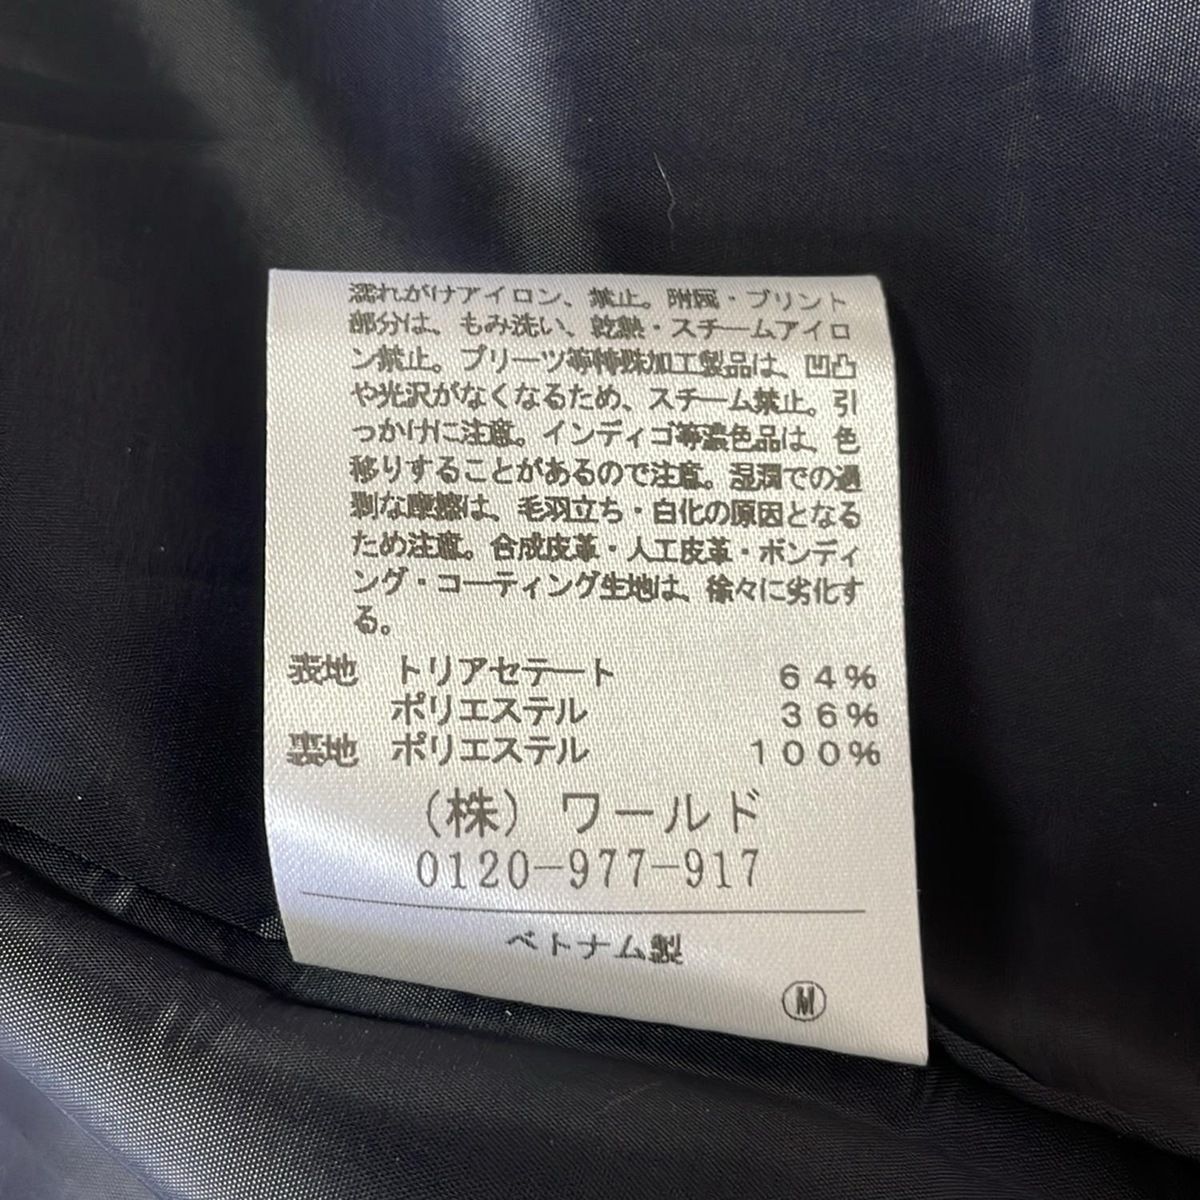 濡れがけアイロン、禁止。附属・プリント
部分は、もみ洗い、乾熱・スチームアイロ
ン禁止。プリーツ等特殊加工製品は、凹凸
や光沢がなくなるため、スチーム禁止。引
っかけに注意。インディゴ等濃色品は、色
移りすることがあるので注意。湿潤での過
剰な摩擦は、毛羽立ち・白化の原因となる
ため注意。合成皮革・人工皮革・ボンディ
ング・コーティング生地は、徐々に劣化す
る。
表地 トリアセテート 64%
ポリエステル 36%
裏地 ポリエステル 100%
(株) ワールド
0120-977-917
ベトナム製
M